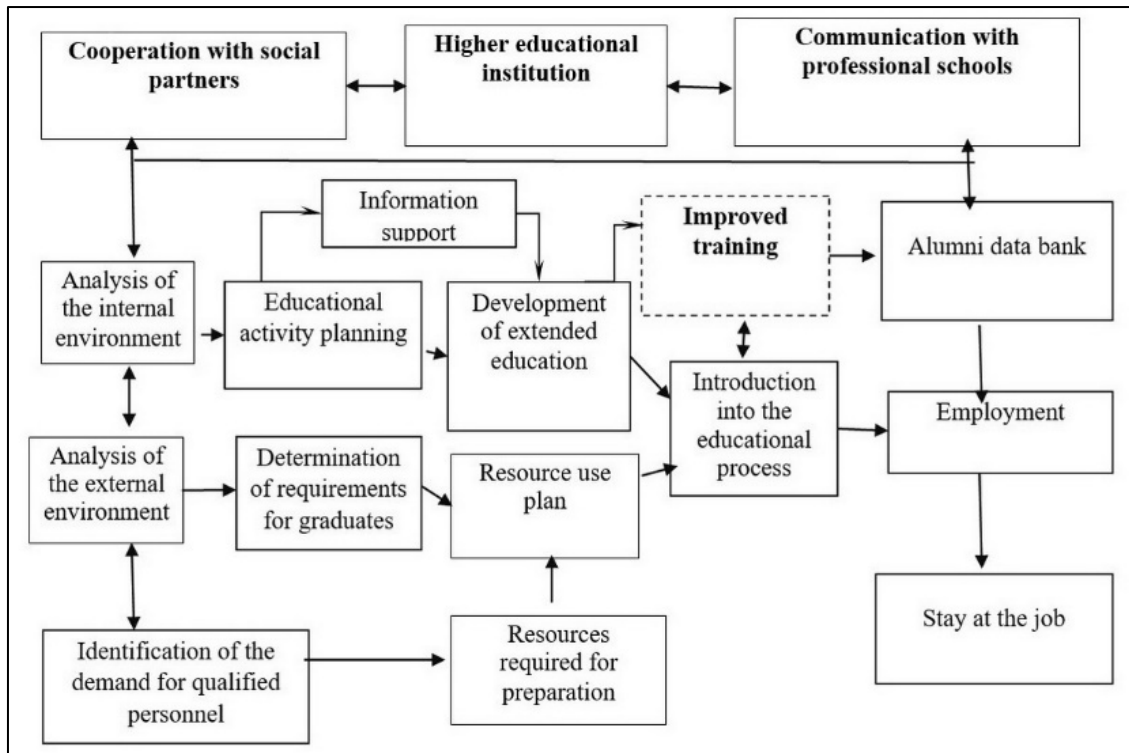 Cooperation with social
partners
Higher educational
institution
Communication with
professional schools
Information
support
Improved
training
Alumni data bank
Analysis of
the internal
environment
Educational
activity planning
Development
of extended
education
Introduction
into the
educational
process
Employment
Analysis of
the external
environment
Determination
of requirements
for graduates
Resource use
plan
Stay at the job
Identification of the
demand for qualified
personnel
Resources
required for
preparation